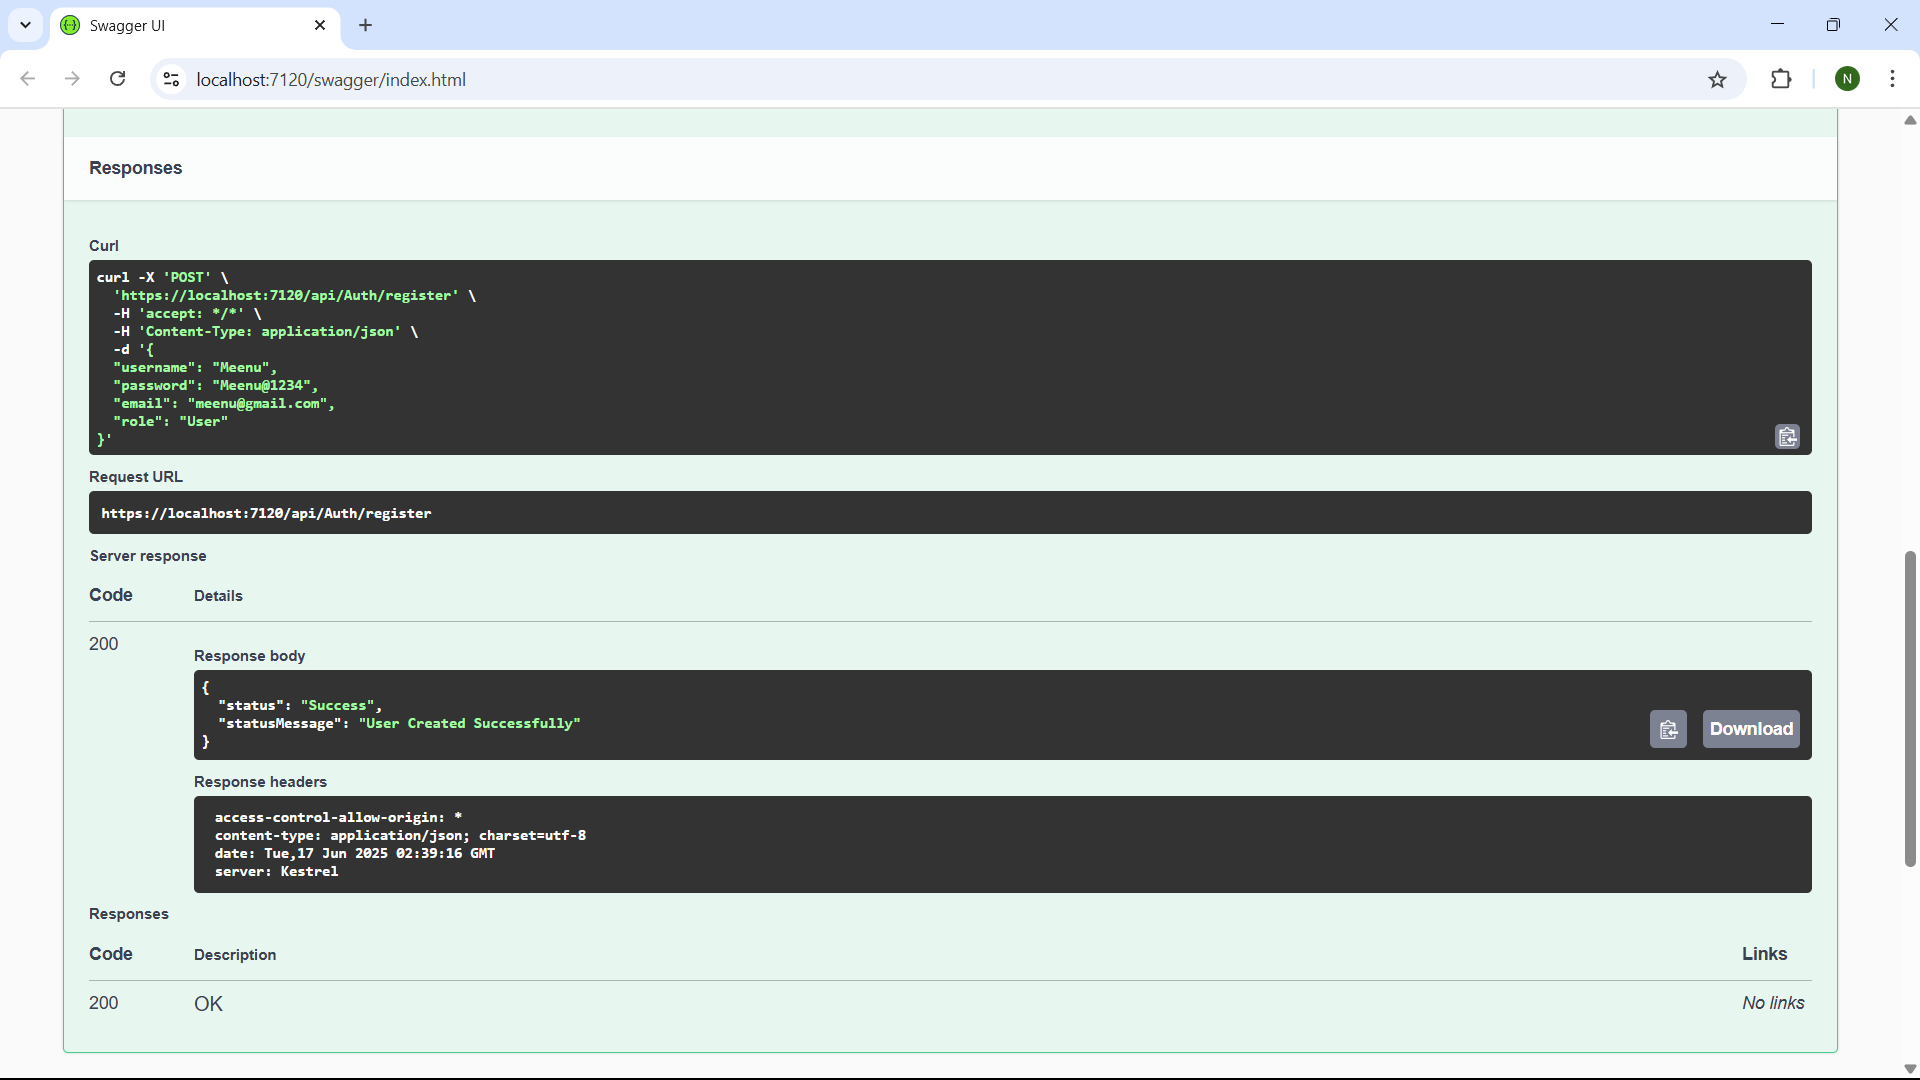 Swagger UI
localhost:7120/swagger/index.html
N
Responses
Curl
curl -X 'POST' \
  'https://localhost:7120/api/Auth/register' \
  -H 'accept: */*' \
  -H 'Content-Type: application/json' \
  -d '{
  "username": "Meenu",
  "password": "Meenu@1234",
  "email": "meenu@gmail.com",
  "role": "User"
}'
Request URL
https://localhost:7120/api/Auth/register
Server response
Code Details
200
Response body
{
  "status": "Success",
  "statusMessage": "User Created Successfully"
}
Download
Response headers
access-control-allow-origin: *
content-type: application/json; charset=utf-8
date: Tue,17 Jun 2025 02:39:16 GMT
server: Kestrel
Responses
Code Description Links
200 OK No links